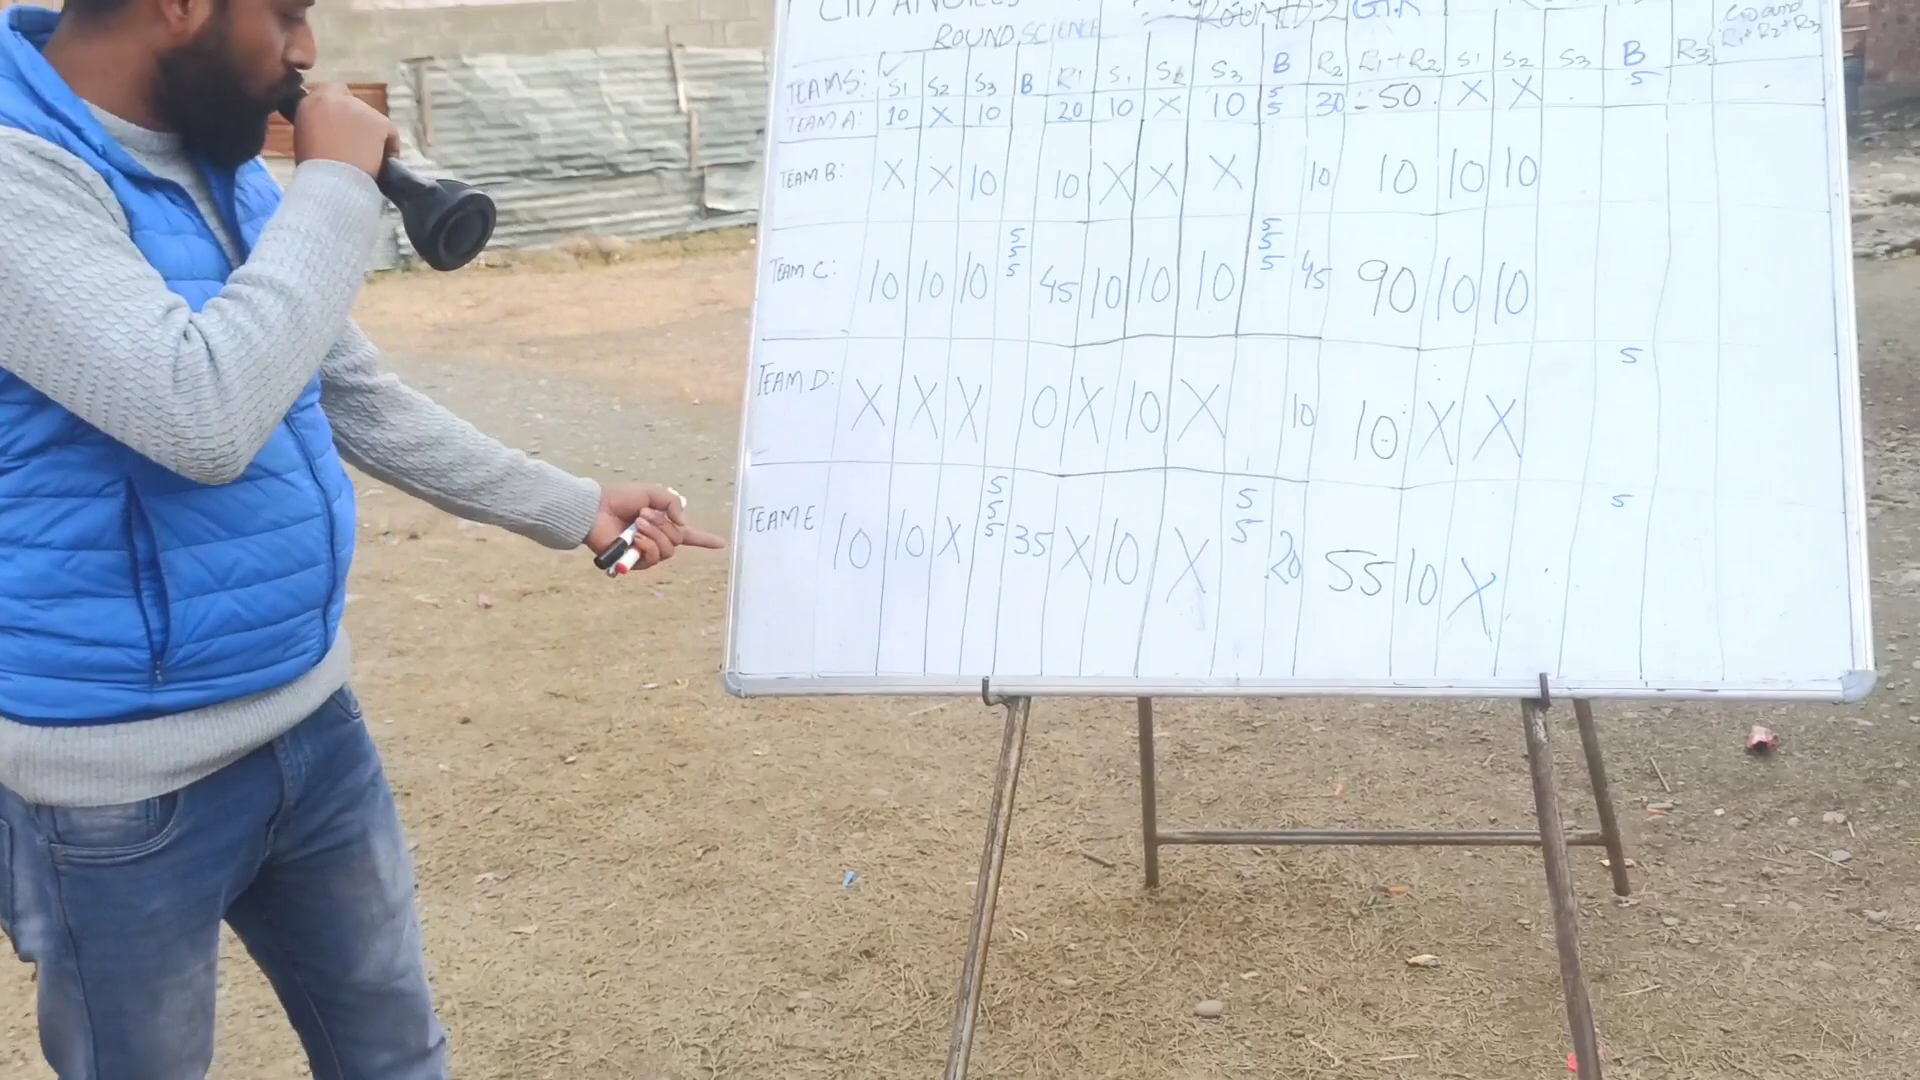 CITY ANGLES
ROUND SCIENCE ROUND-2 G.K
TEAMS: S1 S2 S3 B R1 S1 S2 S3 B R2 R1+R2 S1 S2 S3 B R3 Ground R1+R2+R3
TEAM A: 10 X 10 20 10 X 10 5 5 30 = 50 X X 5
TEAM B: X X 10 10 X X X 10 10 10 10
TEAM C: 10 10 10 5 5 5 45 10 10 10 5 5 5 45 90 10 10
TEAM D: X X X 0 X 10 X 10 10 X X 5
TEAM E 10 10 X 5 5 5 35 X 10 X 5 5 20 55 10 X 5